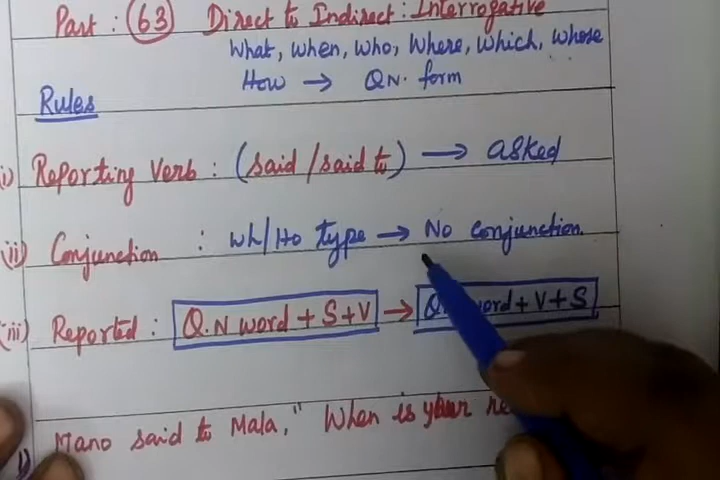 Part : 63 Direct to Indirect : Interrogative
What, when, who, where, which, whose
How → QN. form
Rules
(i) Reporting Verb : (said / said to) → asked
(ii) Conjunction : Wh/Ho type → No conjunction.
(iii) Reported : Q.N word + S + V → word + V + S
1) Mano said to Mala, " When is your